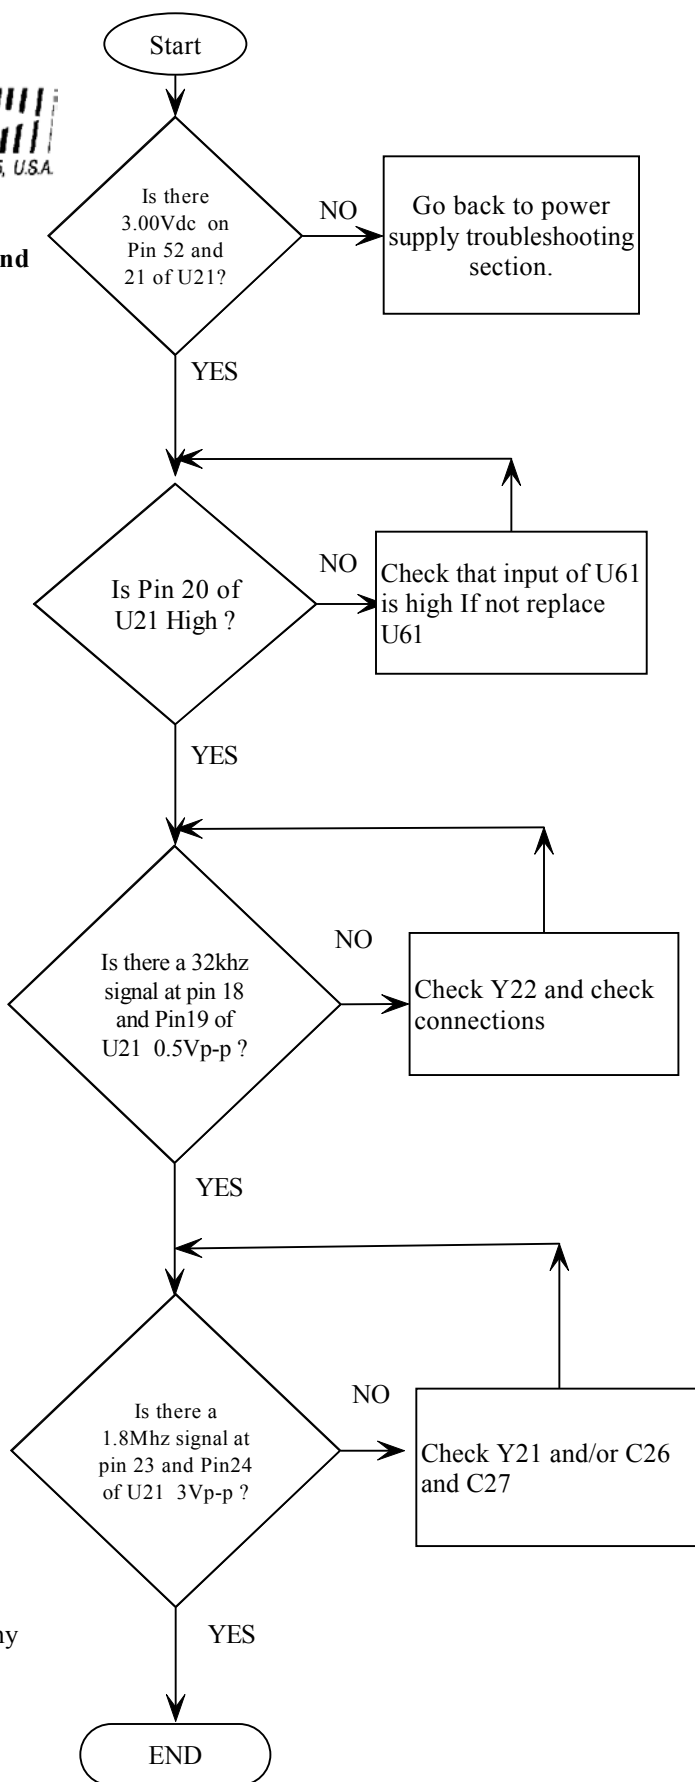 Start
, U.S.A.
Is there
3.00Vdc on
Pin 52 and
21 of U21?
NO
Go back to power
supply troubleshooting
section.
nd
YES
Is Pin 20 of
U21 High ?
NO
Check that input of U61
is high If not replace
U61
YES
Is there a 32khz
signal at pin 18
and Pin19 of
U21 0.5Vp-p ?
NO
Check Y22 and check
connections
YES
Is there a
1.8Mhz signal at
pin 23 and Pin24
of U21 3Vp-p ?
NO
Check Y21 and/or C26
and C27
YES
ny
END